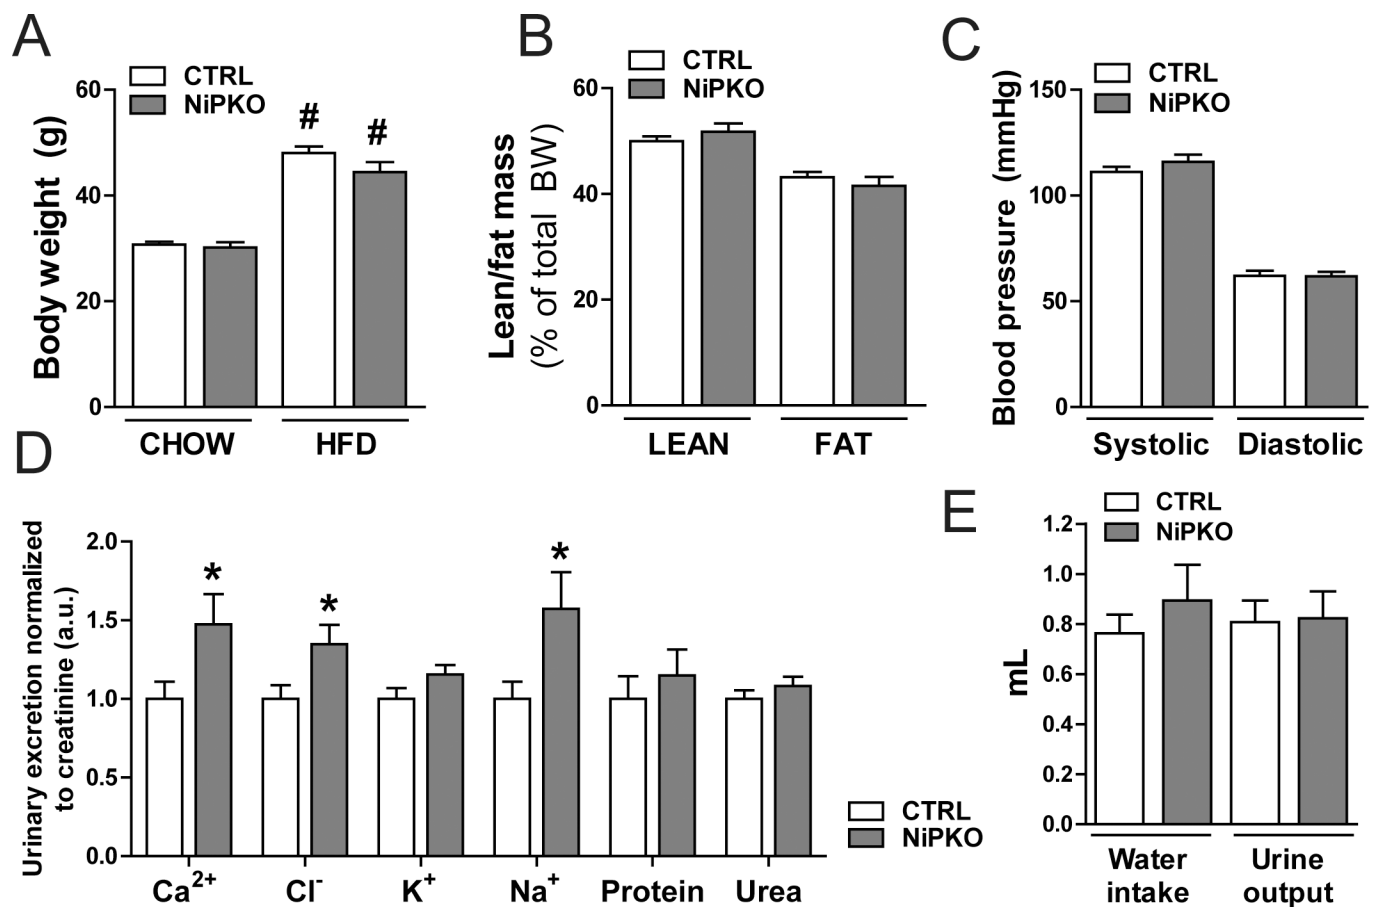 A
CTRL
NiPKO
Body weight (g)
60
40
20
0
#
#
CHOW
HFD
B
CTRL
NiPKO
Lean/fat mass
(% of total BW)
60
40
20
0
LEAN
FAT
C
CTRL
NiPKO
Blood pressure (mmHg)
150
100
50
0
Systolic
Diastolic
D
Urinary excretion normalized
to creatinine (a.u.)
2.0
1.5
1.0
0.5
0.0
*
*
*
Ca²⁺
Cl⁻
K⁺
Na⁺
Protein
Urea
CTRL
NiPKO
E
CTRL
NiPKO
mL
1.2
1.0
0.8
0.6
0.4
0.2
0.0
Water
intake
Urine
output